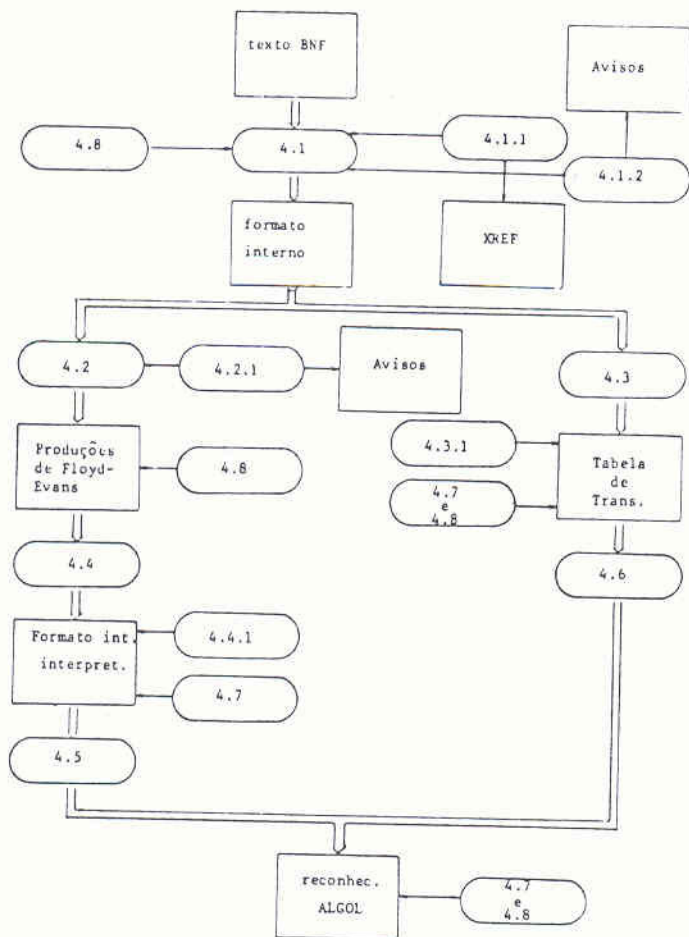 texto BNF
Avisos
4.8
4.1
4.1.1
4.1.2
formato
interno
XREF
4.2
4.2.1
Avisos
4.3
Produções
de Floyd-
Evans
4.8
4.3.1
4.7
e
4.8
Tabela
de
Trans.
4.4
4.6
Formato int.
interpret.
4.4.1
4.7
4.5
reconhec.
ALGOL
4.7
e
4.8